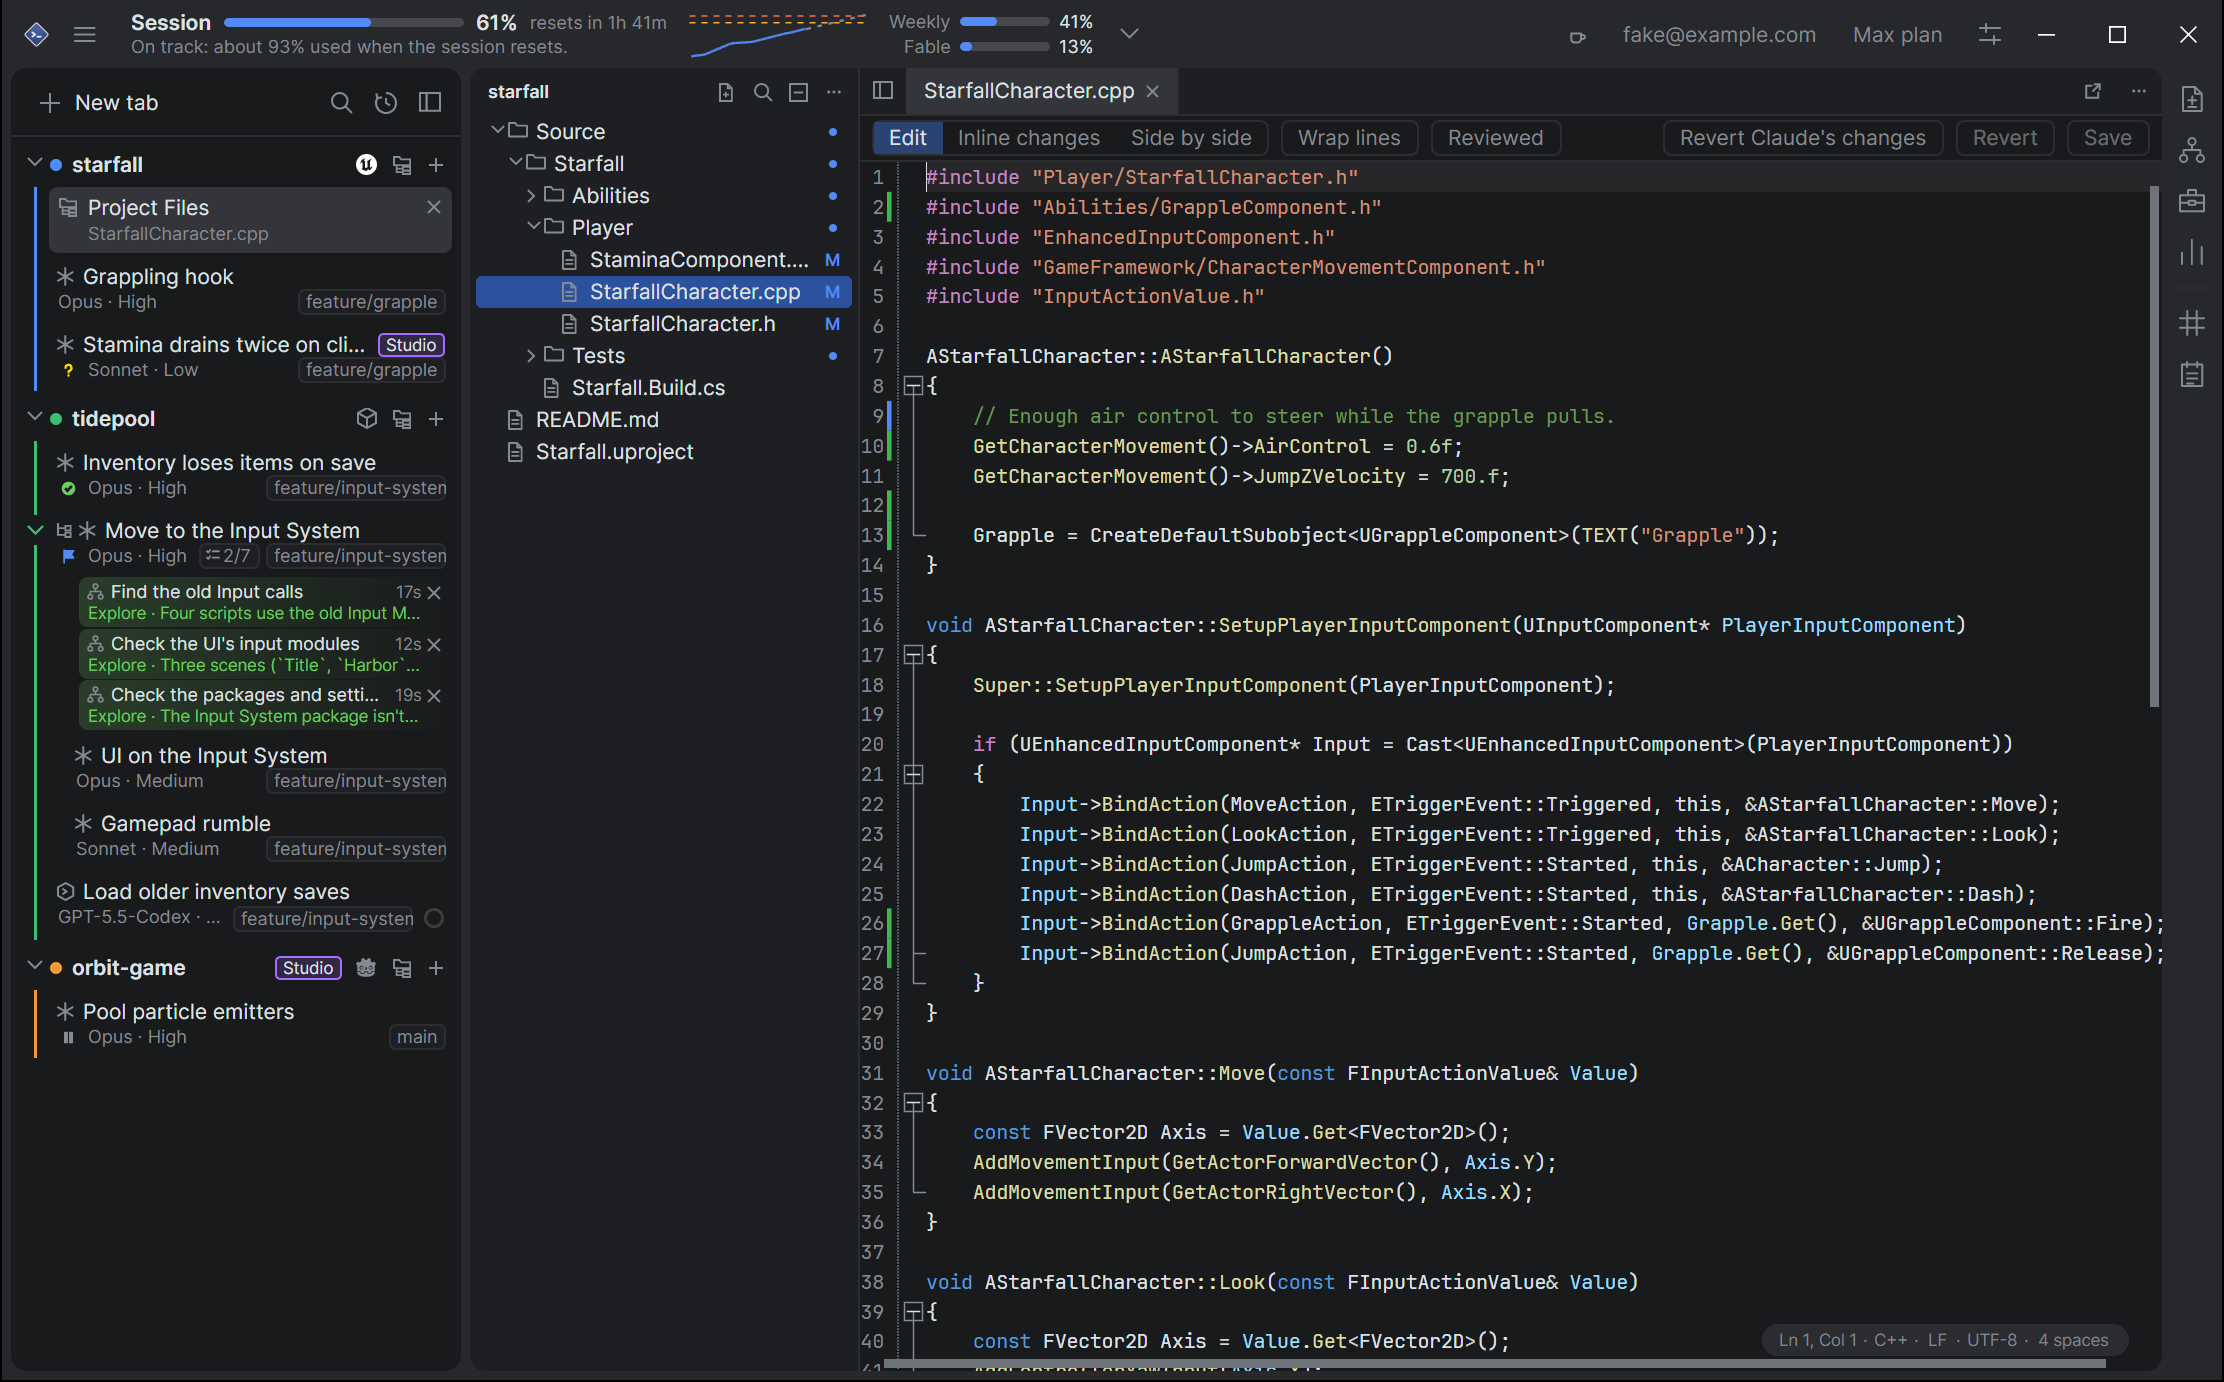 Session 61% resets in 1h 41m
On track: about 93% used when the session resets.
Weekly 41%
Fable 13%
fake@example.com Max plan
New tab
starfall
Project Files
StarfallCharacter.cpp
Grappling hook
Opus · High feature/grapple
Stamina drains twice on cli... Studio
? Sonnet · Low feature/grapple
tidepool
Inventory loses items on save
Opus · High feature/input-system
Move to the Input System
Opus · High 2/7 feature/input-system
Find the old Input calls 17s
Explore · Four scripts use the old Input M...
Check the UI's input modules 12s
Explore · Three scenes (`Title`, `Harbor`...
Check the packages and setti... 19s
Explore · The Input System package isn't...
UI on the Input System
Opus · Medium feature/input-system
Gamepad rumble
Sonnet · Medium feature/input-system
Load older inventory saves
GPT-5.5-Codex · ... feature/input-system
orbit-game Studio
Pool particle emitters
Opus · High main
starfall
Source
Starfall
Abilities
Player
StaminaComponent.... M
StarfallCharacter.cpp M
StarfallCharacter.h M
Tests
Starfall.Build.cs
README.md
Starfall.uproject
StarfallCharacter.cpp
Edit Inline changes Side by side Wrap lines Reviewed Revert Claude's changes Revert Save
1 #include "Player/StarfallCharacter.h"
2 #include "Abilities/GrappleComponent.h"
3 #include "EnhancedInputComponent.h"
4 #include "GameFramework/CharacterMovementComponent.h"
5 #include "InputActionValue.h"
6
7 AStarfallCharacter::AStarfallCharacter()
8 {
9 // Enough air control to steer while the grapple pulls.
10 GetCharacterMovement()->AirControl = 0.6f;
11 GetCharacterMovement()->JumpZVelocity = 700.f;
12
13 Grapple = CreateDefaultSubobject<UGrappleComponent>(TEXT("Grapple"));
14 }
15
16 void AStarfallCharacter::SetupPlayerInputComponent(UInputComponent* PlayerInputComponent)
17 {
18 Super::SetupPlayerInputComponent(PlayerInputComponent);
19
20 if (UEnhancedInputComponent* Input = Cast<UEnhancedInputComponent>(PlayerInputComponent))
21 {
22 Input->BindAction(MoveAction, ETriggerEvent::Triggered, this, &AStarfallCharacter::Move);
23 Input->BindAction(LookAction, ETriggerEvent::Triggered, this, &AStarfallCharacter::Look);
24 Input->BindAction(JumpAction, ETriggerEvent::Started, this, &ACharacter::Jump);
25 Input->BindAction(DashAction, ETriggerEvent::Started, this, &AStarfallCharacter::Dash);
26 Input->BindAction(GrappleAction, ETriggerEvent::Started, Grapple.Get(), &UGrappleComponent::Fire);
27 Input->BindAction(JumpAction, ETriggerEvent::Started, Grapple.Get(), &UGrappleComponent::Release);
28 }
29 }
30
31 void AStarfallCharacter::Move(const FInputActionValue& Value)
32 {
33 const FVector2D Axis = Value.Get<FVector2D>();
34 AddMovementInput(GetActorForwardVector(), Axis.Y);
35 AddMovementInput(GetActorRightVector(), Axis.X);
36 }
37
38 void AStarfallCharacter::Look(const FInputActionValue& Value)
39 {
40 const FVector2D Axis = Value.Get<FVector2D>();
Ln 1, Col 1 · C++ · LF · UTF-8 · 4 spaces